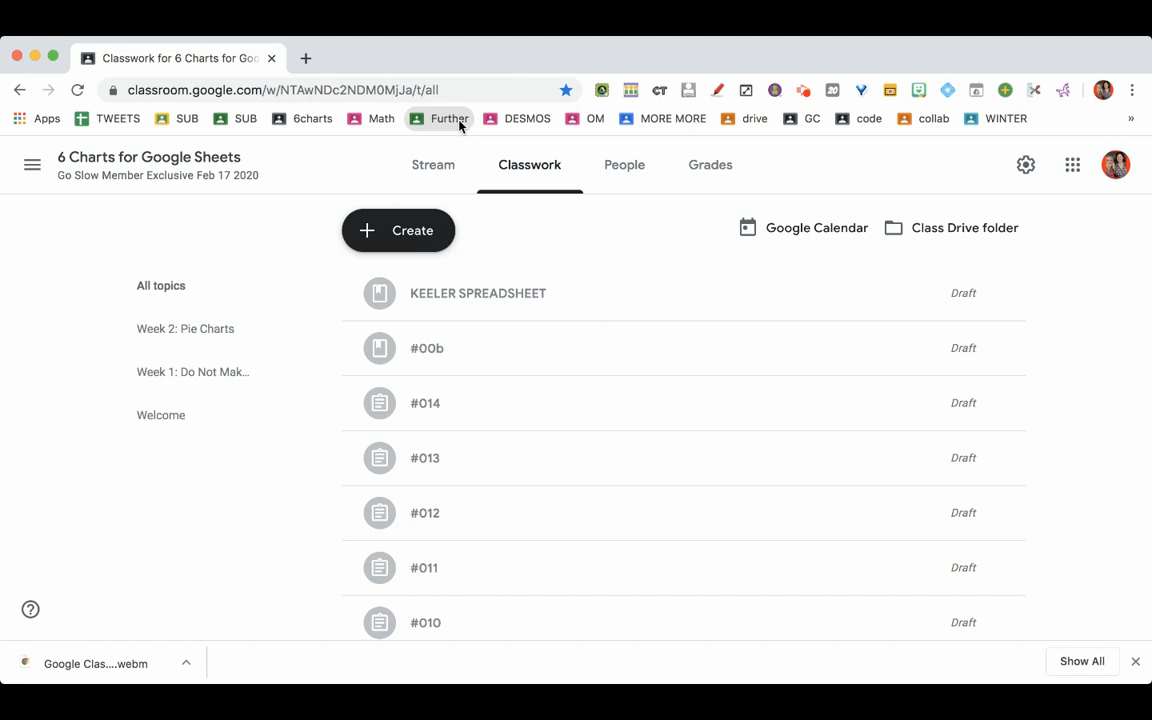 Classwork for 6 Charts for Goo
classroom.google.com/w/NTAwNDc2NDM0MjJa/t/all
CT
20
Apps TWEETS SUB SUB 6charts Math Further DESMOS OM MORE MORE drive GC code collab WINTER »
6 Charts for Google Sheets
Go Slow Member Exclusive Feb 17 2020
Stream Classwork People Grades
Create
Google Calendar Class Drive folder
All topics
Week 2: Pie Charts
Week 1: Do Not Mak...
Welcome
KEELER SPREADSHEET Draft
#00b Draft
#014 Draft
#013 Draft
#012 Draft
#011 Draft
#010 Draft
Google Clas....webm
Show All